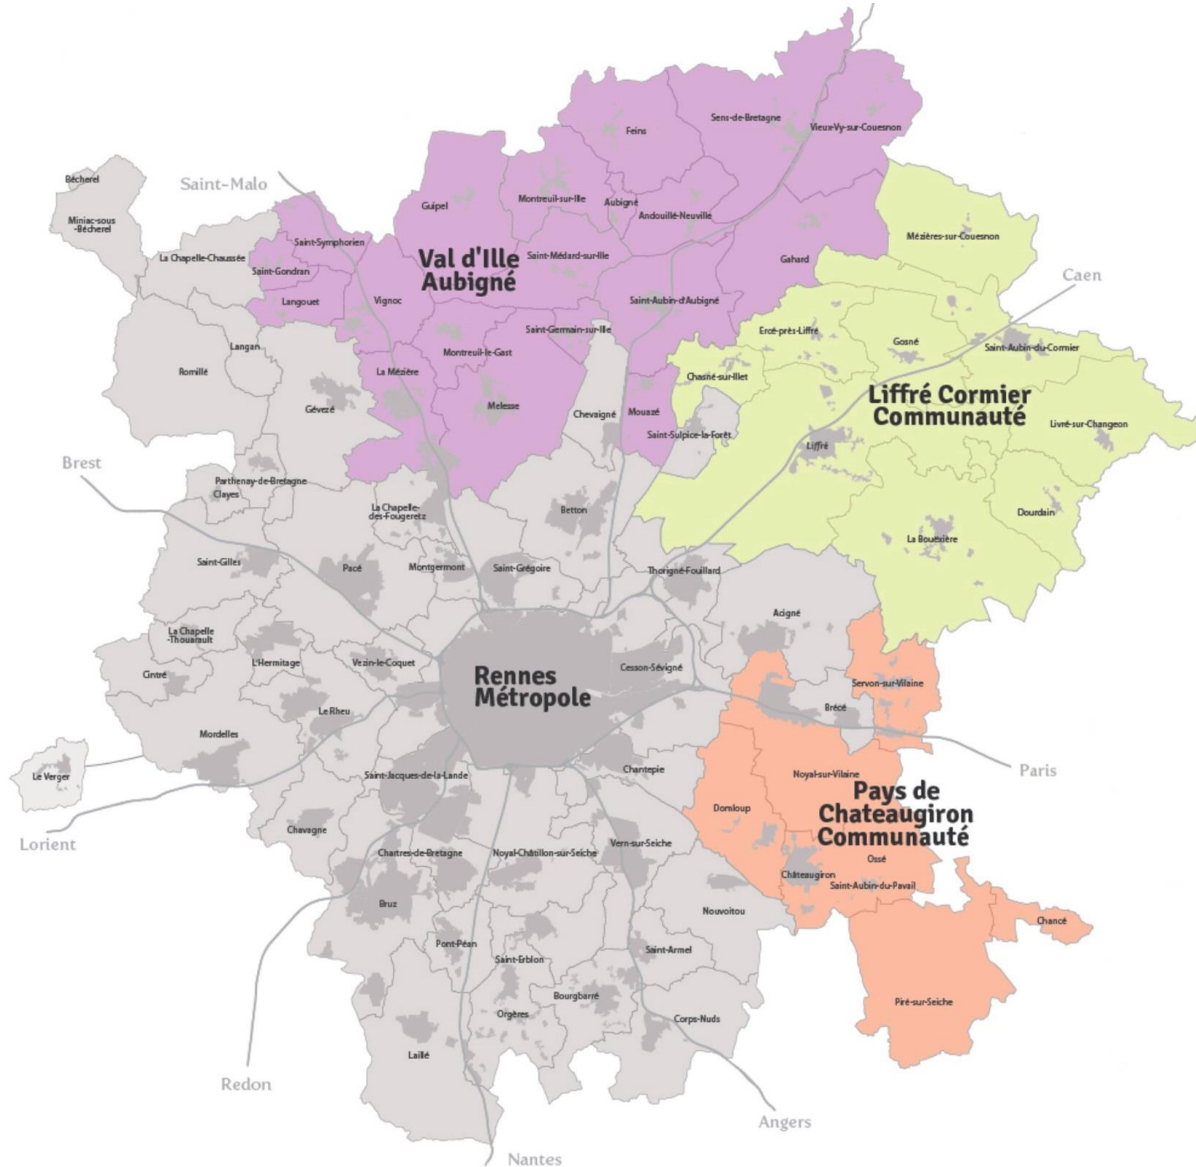 Feins
Sens-de-Bretagne
Vieux-Vy-sur-Couesnon
Bécherel
Saint-Malo
Miniac-sous
-Bécherel
Guipel
Montreuil-sur-Ille
Aubigné
Andouillé-Neuville
Mézières-sur-Couesnon
Saint-Symphorien
La Chapelle-Chaussée
Saint-Gondran
Val d'Ille
Aubigné
Saint-Médard-sur-Ille
Gahard
Caen
Langouet
Vignoc
Saint-Aubin-d'Aubigné
Saint-Germain-sur-Ille
Ercé-près-Liffré
Gosné
Saint-Aubin-du-Cormier
Langan
Romillé
Montreuil-le-Gast
La Mézière
Chasné-sur-Illet
Liffré Cormier
Communauté
Gévezé
Melesse
Chevaigné
Mouazé
Saint-Sulpice-la-Forêt
Liffré
Livré-sur-Changeon
Brest
Parthenay-de-Bretagne
Clayes
La Chapelle-
des-Fougeretz
Betton
Dourdain
La Bouëxière
Saint-Gilles
Pacé
Montgermont
Saint-Grégoire
Thorigné-Fouillard
Acigné
La Chapelle
-Thouarault
L'Hermitage
Vezin-le-Coquet
Cintré
Rennes
Métropole
Cesson-Sévigné
Servon-sur-Vilaine
Le Rheu
Brécé
Mordelles
Le Verger
Saint-Jacques-de-la-Lande
Chantepie
Noyal-sur-Vilaine
Paris
Domloup
Pays de
Chateaugiron
Communauté
Lorient
Chavagne
Chartres-de-Bretagne
Noyal-Châtillon-sur-Seiche
Vern-sur-Seiche
Ossé
Châteaugiron
Saint-Aubin-du-Pavail
Bruz
Nouvoitou
Chancé
Pont-Péan
Saint-Erblon
Saint-Armel
Bourgbarré
Orgères
Piré-sur-Seiche
Corps-Nuds
Laillé
Redon
Angers
Nantes